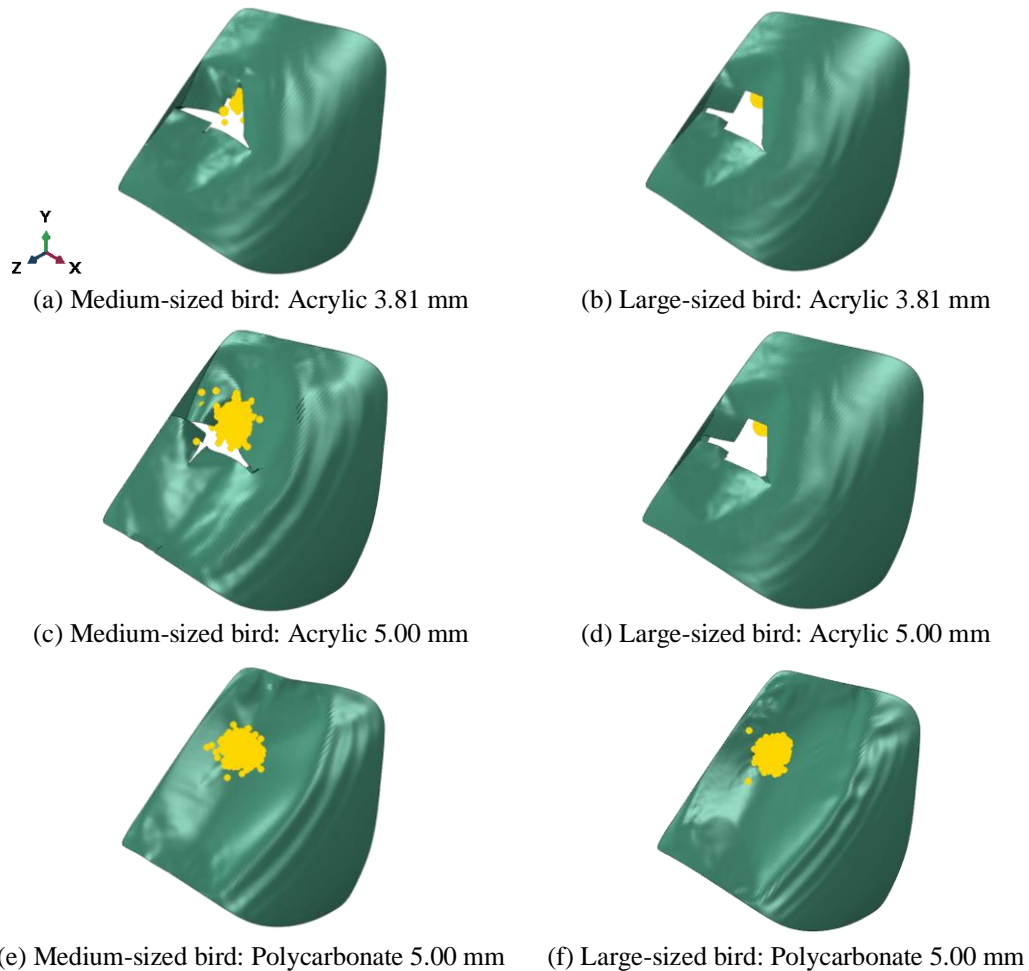 Y
Z X
(a) Medium-sized bird: Acrylic 3.81 mm
(b) Large-sized bird: Acrylic 3.81 mm
(c) Medium-sized bird: Acrylic 5.00 mm
(d) Large-sized bird: Acrylic 5.00 mm
(e) Medium-sized bird: Polycarbonate 5.00 mm
(f) Large-sized bird: Polycarbonate 5.00 mm